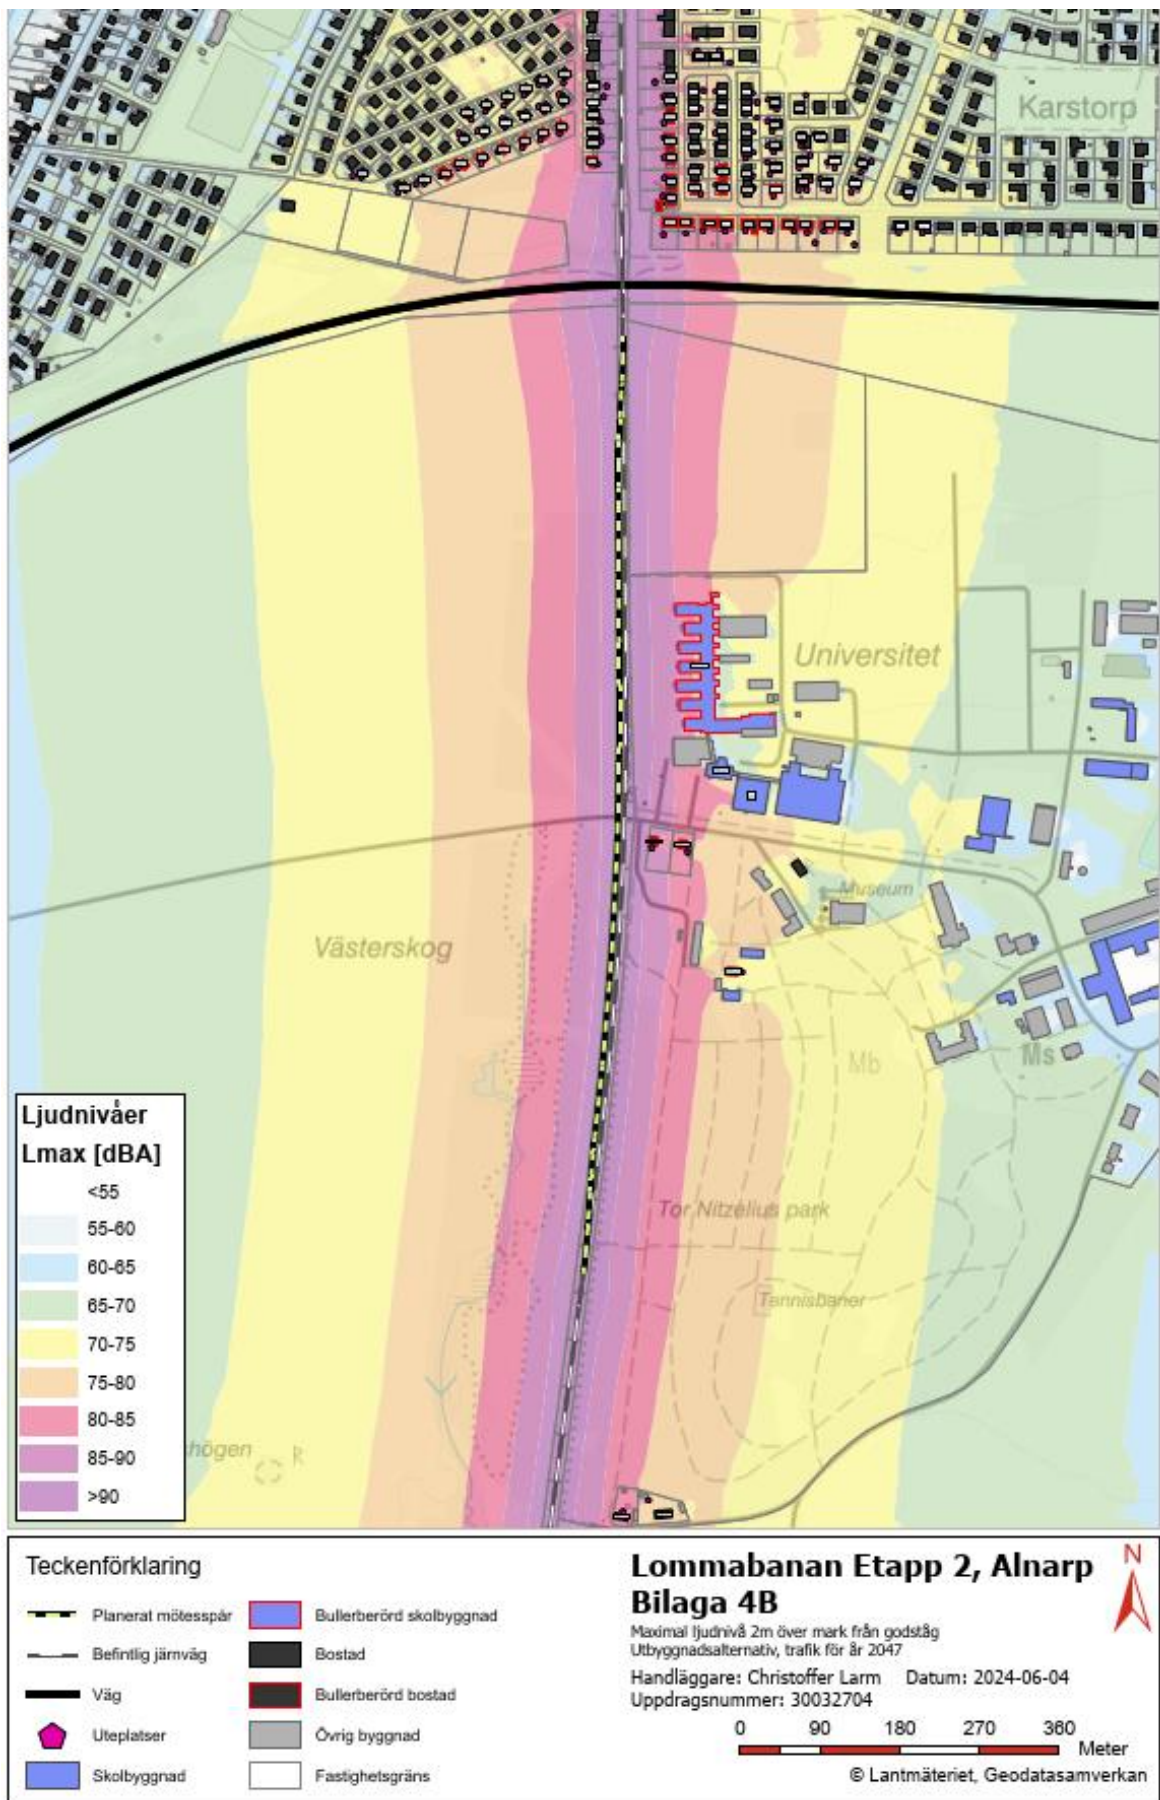 Karstorp
Universitet
Museum
Västerskog
Mb
Ms
Tor Nitzelius park
Tennisbanor
högen
R
Ljudnivåer
Lmax [dBA]
<55
55-60
60-65
65-70
70-75
75-80
80-85
85-90
>90
Teckenförklaring
Planerat mötesspår
Befintlig järnväg
Väg
Uteplatser
Skolbyggnad
Bullerberörd skolbyggnad
Bostad
Bullerberörd bostad
Övrig byggnad
Fastighetsgräns
Lommabanan Etapp 2, Alnarp
Bilaga 4B
Maximal ljudnivå 2m över mark från godståg
Utbyggnadsalternativ, trafik för år 2047
Handläggare: Christoffer Larm Datum: 2024-06-04
Uppdragsnummer: 30032704
N
0 90 180 270 360
Meter
© Lantmäteriet, Geodatasamverkan